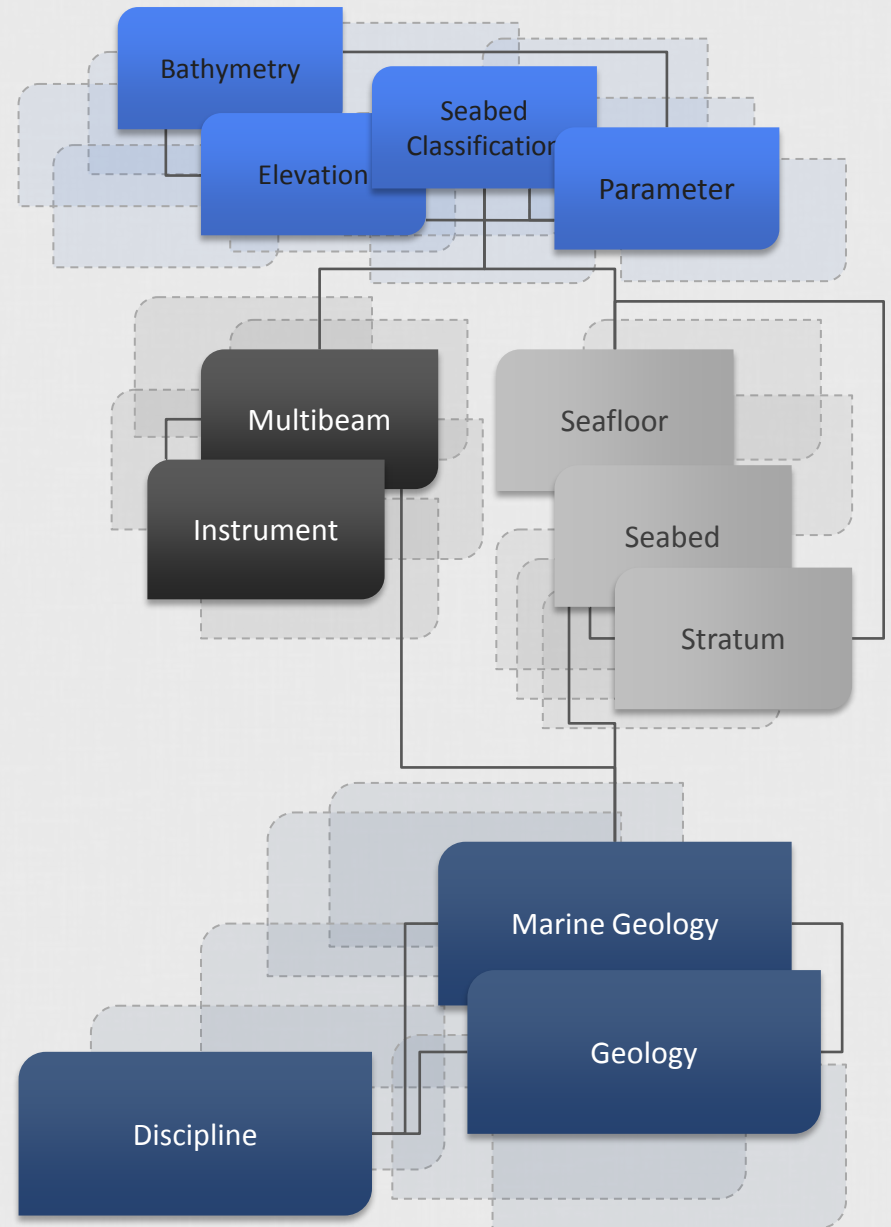 Bathymetry
Seabed
Classification
Elevation
Parameter
Multibeam
Instrument
Seafloor
Seabed
Stratum
Marine Geology
Geology
Discipline